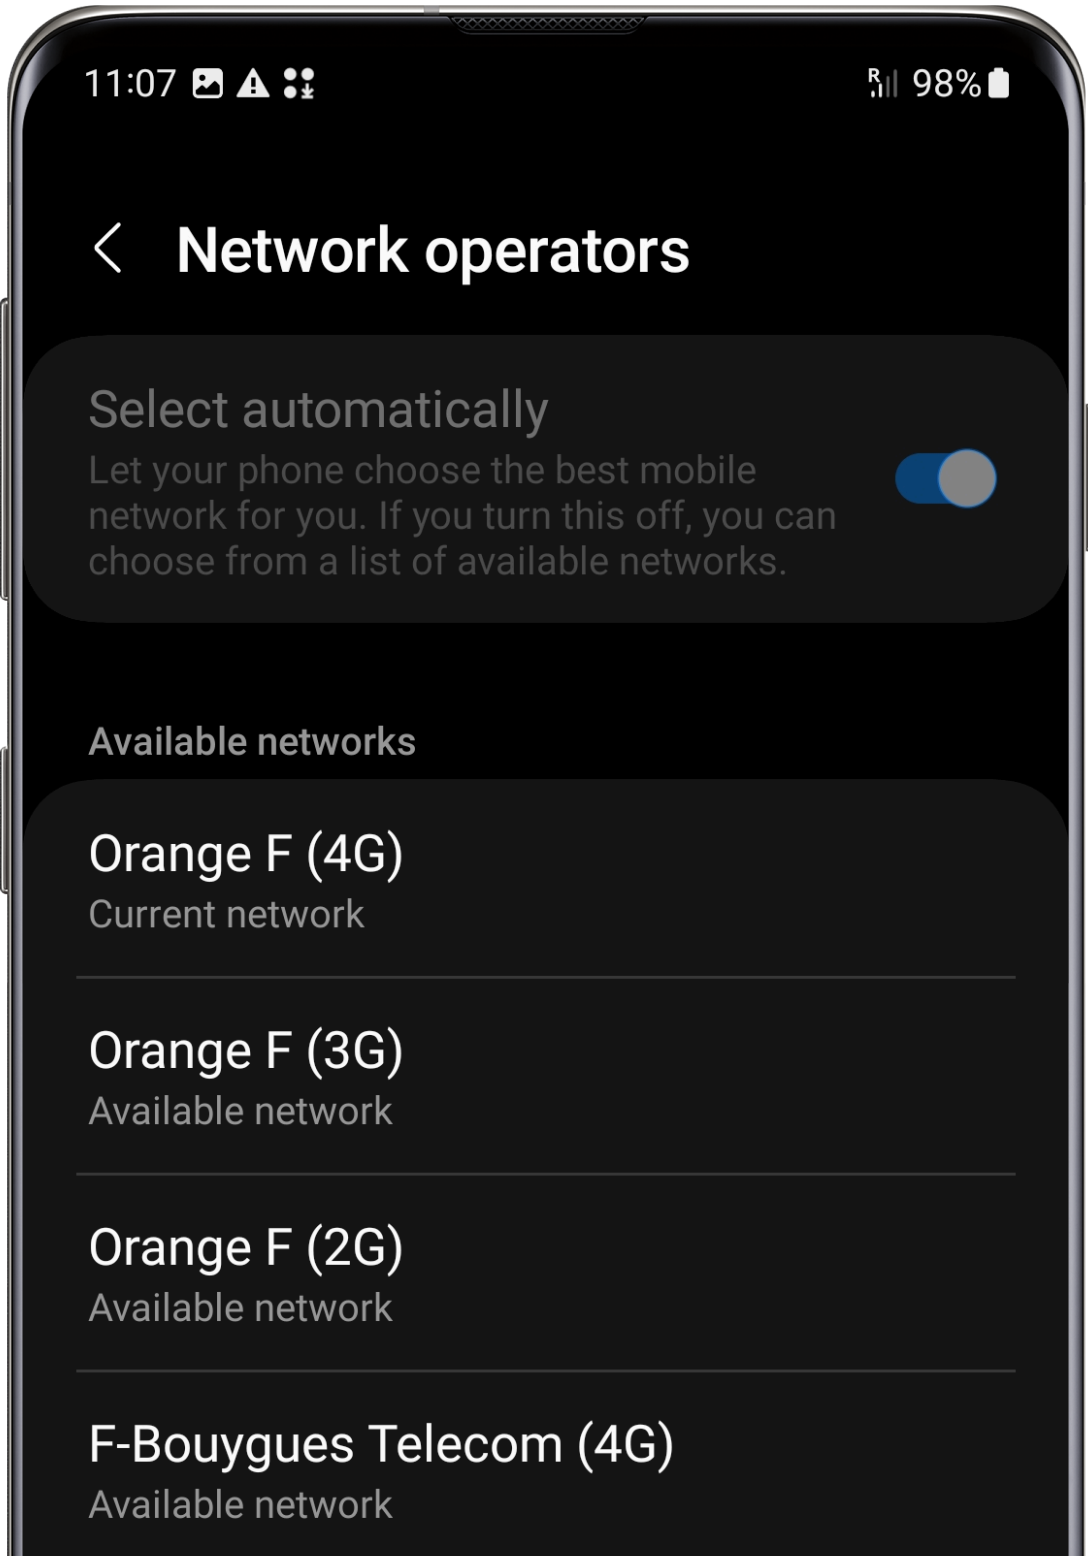 11:07 R 98%
Network operators
Select automatically
Let your phone choose the best mobile
network for you. If you turn this off, you can
choose from a list of available networks.
Available networks
Orange F (4G)
Current network
Orange F (3G)
Available network
Orange F (2G)
Available network
F-Bouygues Telecom (4G)
Available network